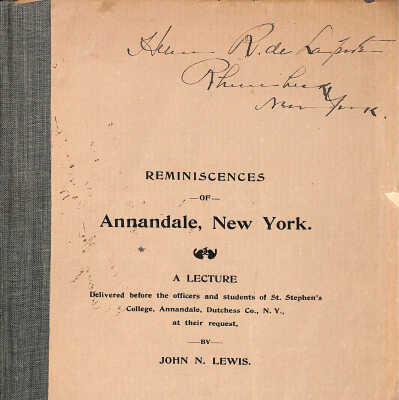 R. de
Rhinebeck
New York.
REMINISCENCES
—OF—
Annandale, New York.
A LECTURE
Delivered before the officers and students of St. Stephen's
College, Annandale, Dutchess Co., N. Y.,
at their request,
—BY—
JOHN N. LEWIS.